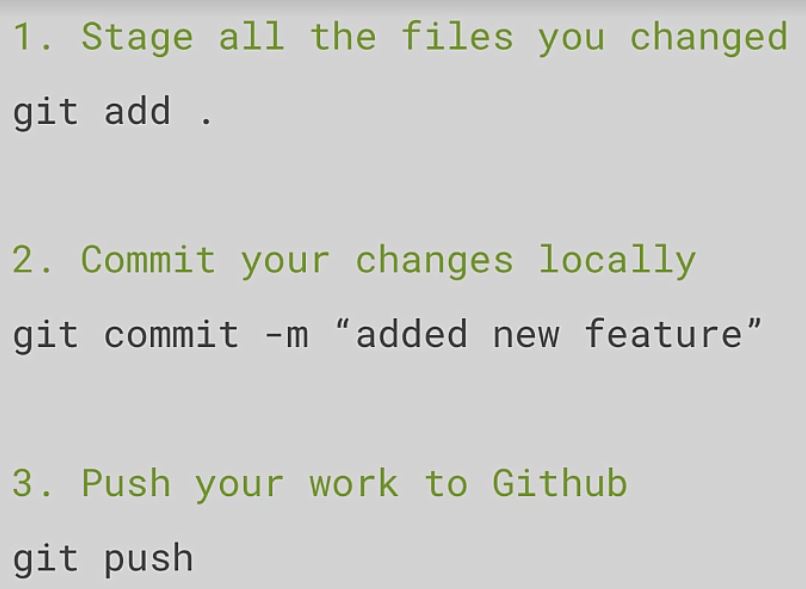 1. Stage all the files you changed
git add .
2. Commit your changes locally
git commit -m “added new feature”
3. Push your work to Github
git push